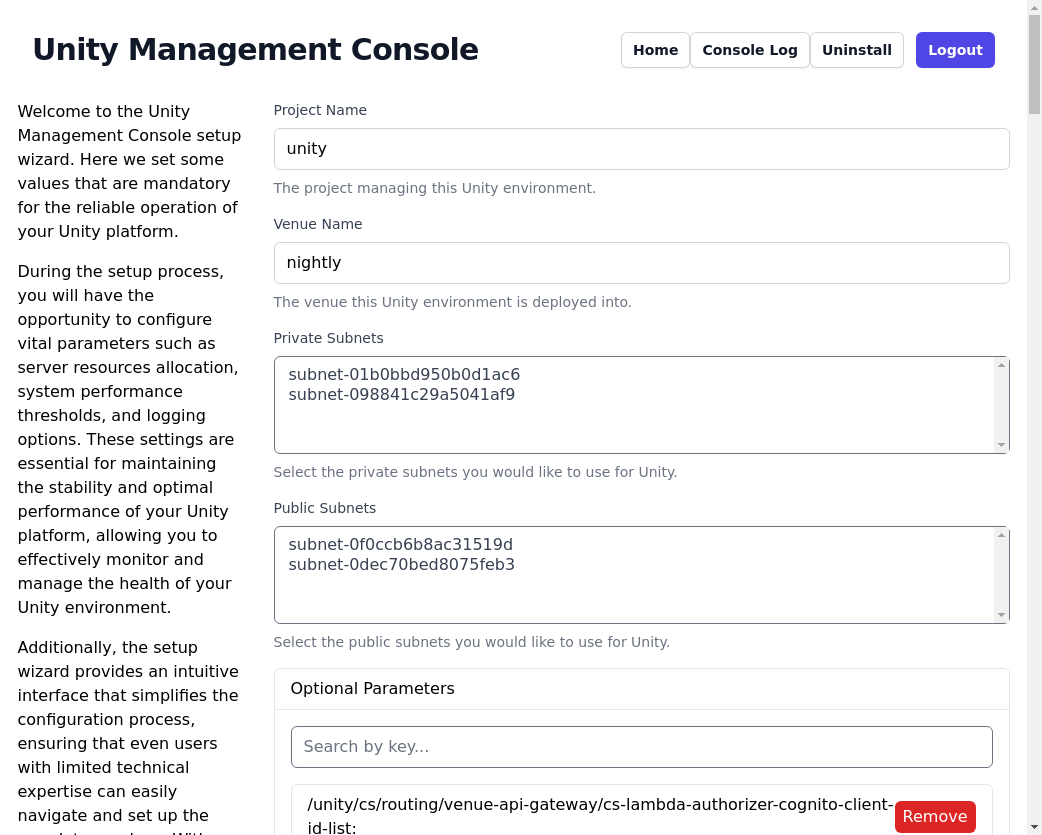 Unity Management Console
Home
Console Log
Uninstall
Logout
Welcome to the Unity
Management Console setup
wizard. Here we set some
values that are mandatory
for the reliable operation of
your Unity platform.
During the setup process,
you will have the
opportunity to configure
vital parameters such as
server resources allocation,
system performance
thresholds, and logging
options. These settings are
essential for maintaining
the stability and optimal
performance of your Unity
platform, allowing you to
effectively monitor and
manage the health of your
Unity environment.
Additionally, the setup
wizard provides an intuitive
interface that simplifies the
configuration process,
ensuring that even users
with limited technical
expertise can easily
navigate and set up the
Project Name
unity
The project managing this Unity environment.
Venue Name
nightly
The venue this Unity environment is deployed into.
Private Subnets
subnet-01b0bbd950b0d1ac6
subnet-098841c29a5041af9
Select the private subnets you would like to use for Unity.
Public Subnets
subnet-0f0ccb6b8ac31519d
subnet-0dec70bed8075feb3
Select the public subnets you would like to use for Unity.
Optional Parameters
Search by key...
/unity/cs/routing/venue-api-gateway/cs-lambda-authorizer-cognito-client-
id-list:
Remove